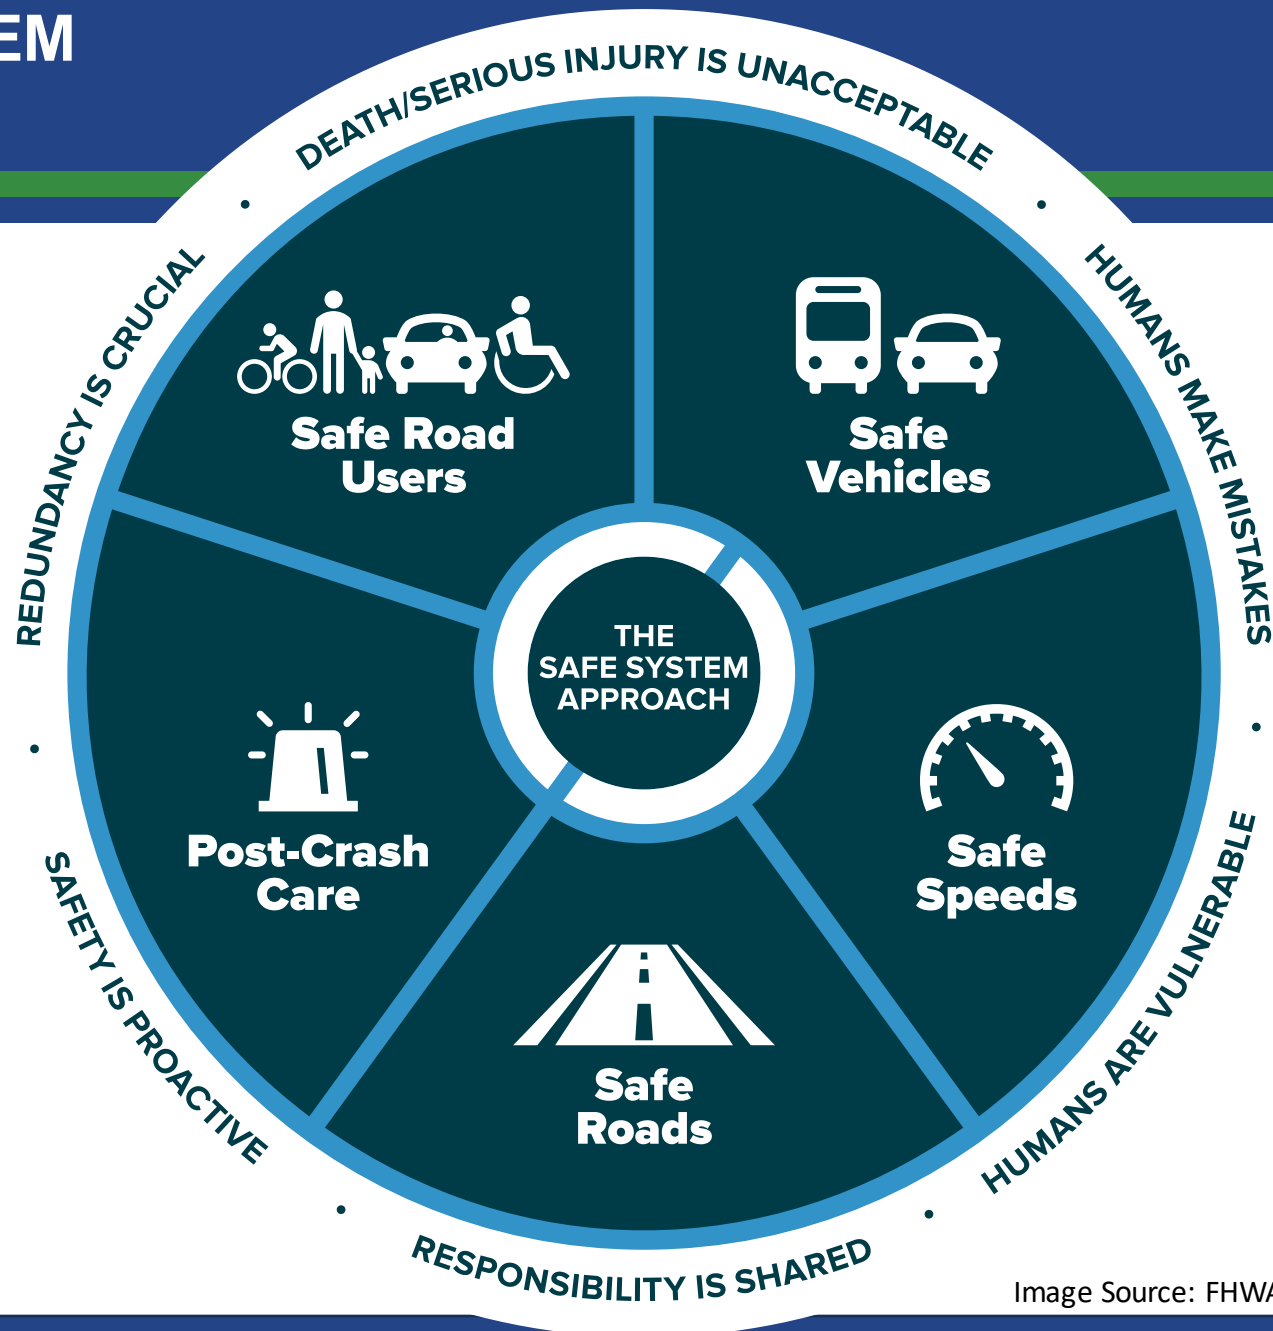 EM
DEATH/SERIOUS INJURY IS UNACCEPTABLE
HUMANS MAKE MISTAKES
HUMANS ARE VULNERABLE
RESPONSIBILITY IS SHARED
SAFETY IS PROACTIVE
REDUNDANCY IS CRUCIAL
Safe Road
Users
Safe
Vehicles
THE
SAFE SYSTEM
APPROACH
Post-Crash
Care
Safe
Speeds
Safe
Roads
Image Source: FHWA